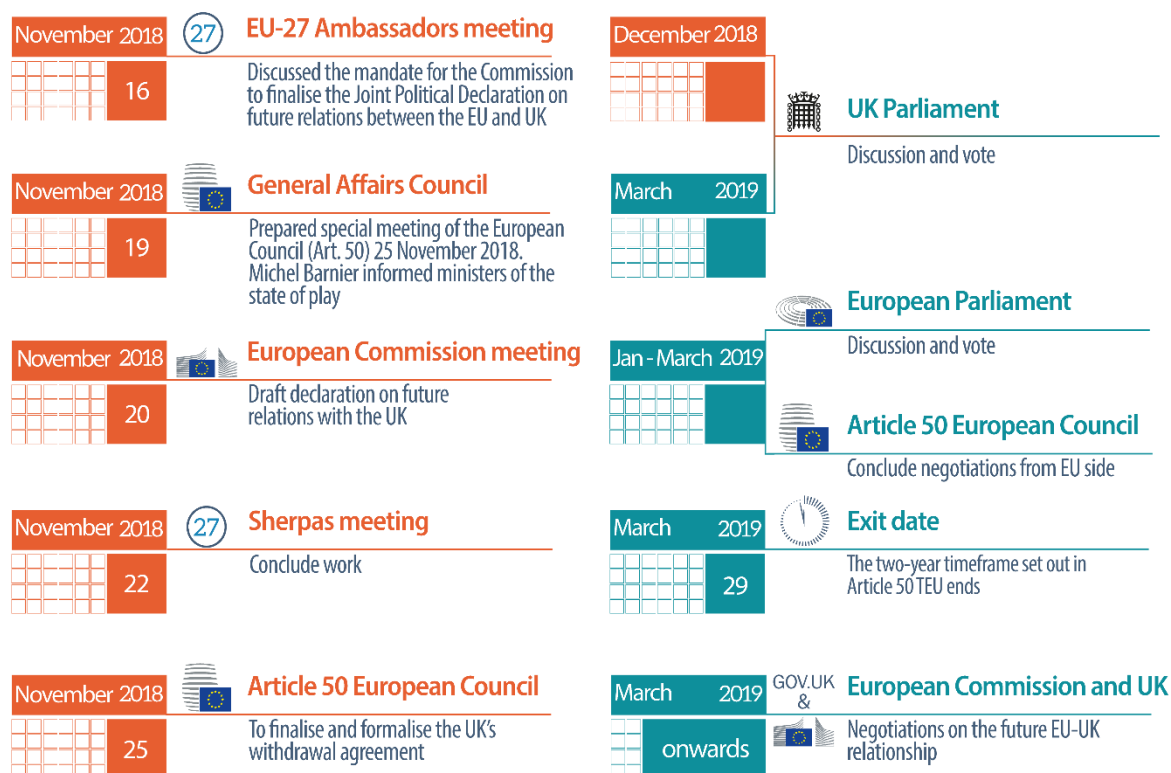 November 2018
27
EU-27 Ambassadors meeting
16
Discussed the mandate for the Commission
to finalise the Joint Political Declaration on
future relations between the EU and UK
November 2018
General Affairs Council
19
Prepared special meeting of the European
Council (Art. 50) 25 November 2018.
Michel Barnier informed ministers of the
state of play
November 2018
European Commission meeting
20
Draft declaration on future
relations with the UK
November 2018
27
Sherpas meeting
22
Conclude work
November 2018
Article 50 European Council
25
To finalise and formalise the UK's
withdrawal agreement
December 2018
UK Parliament
Discussion and vote
March 2019
European Parliament
Discussion and vote
Jan - March 2019
Article 50 European Council
Conclude negotiations from EU side
March 2019
Exit date
29
The two-year timeframe set out in
Article 50 TEU ends
March 2019
GOV.UK
&
European Commission and UK
onwards
Negotiations on the future EU-UK
relationship